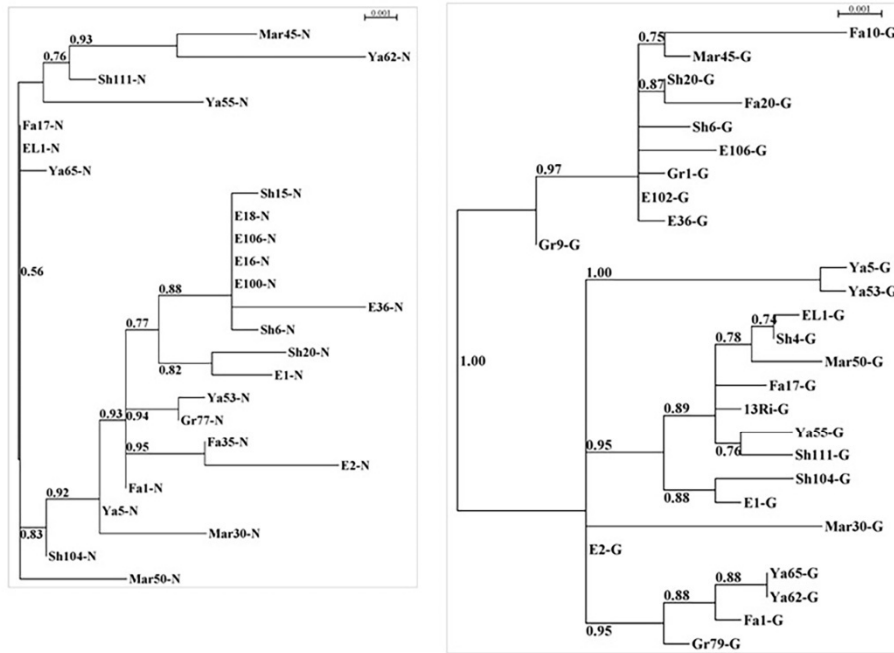 0.001
Mar45-N
0.93
Ya62-N
0.76
Sh111-N
Ya55-N
Fa17-N
EL1-N
Ya65-N
Sh15-N
E18-N
E106-N
E16-N
0.56
E100-N
0.88
E36-N
Sh6-N
0.77
Sh20-N
0.82
E1-N
Ya53-N
0.93
0.94
Gr77-N
Fa35-N
0.95
E2-N
Fa1-N
0.92
Ya5-N
0.83
Mar30-N
Sh104-N
Mar50-N
0.001
Fa10-G
0.75
Mar45-G
Sh20-G
0.87
Fa20-G
Sh6-G
E106-G
0.97
Gr1-G
E102-G
E36-G
Gr9-G
Ya5-G
1.00
Ya53-G
EL1-G
0.74
Sh4-G
0.78
Mar50-G
1.00
Fa17-G
0.89
13Ri-G
Ya55-G
0.76
Sh111-G
0.95
Sh104-G
0.88
E1-G
Mar30-G
E2-G
Ya65-G
0.88
Ya62-G
0.88
Fa1-G
0.95
Gr79-G